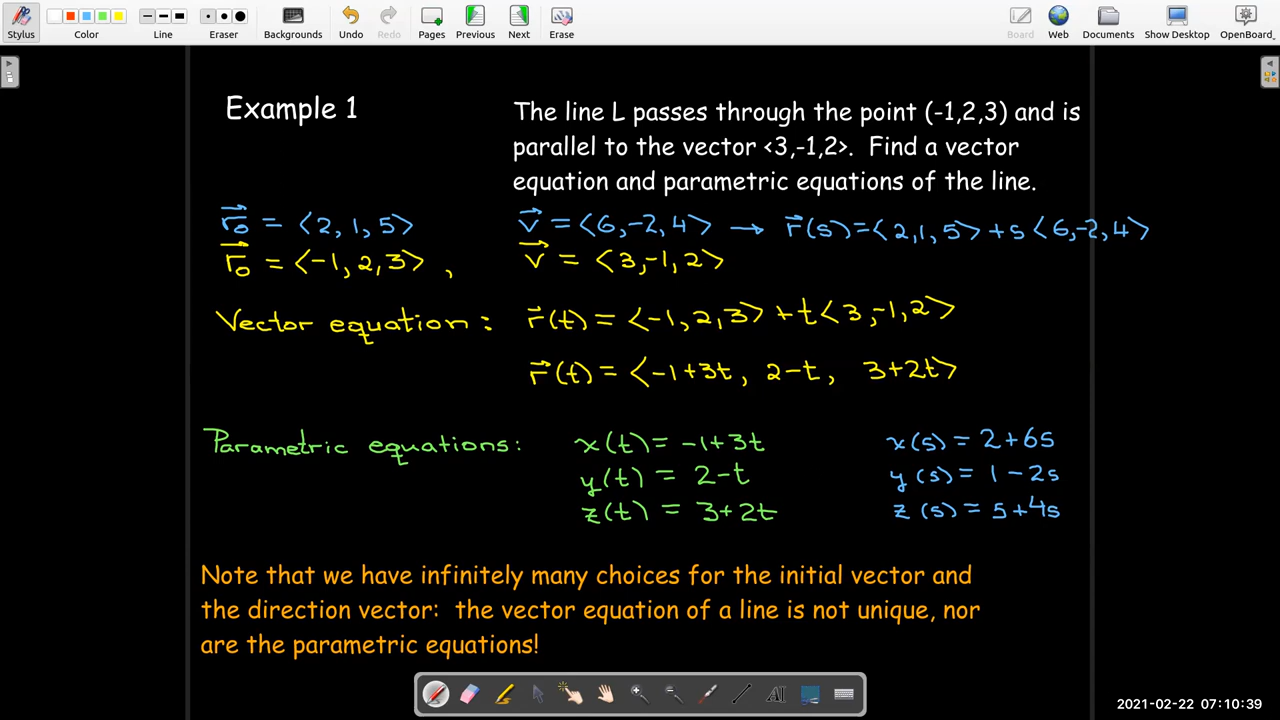 Stylus Color Line Eraser Backgrounds Undo Redo Pages Previous Next Erase Board Web Documents Show Desktop OpenBoard
Example 1
The line L passes through the point (-1,2,3) and is
parallel to the vector <3,-1,2>. Find a vector
equation and parametric equations of the line.
r⃗₀ = ⟨2, 1, 5⟩ v⃗ = ⟨6, -2, 4⟩ → r⃗(s) = ⟨2, 1, 5⟩ + s⟨6, -2, 4⟩
r⃗₀ = ⟨-1, 2, 3⟩ , v⃗ = ⟨3, -1, 2⟩
Vector equation: r⃗(t) = ⟨-1, 2, 3⟩ + t⟨3, -1, 2⟩
r⃗(t) = ⟨-1+3t, 2-t, 3+2t⟩
Parametric equations: x(t) = -1+3t x(s) = 2+6s
y(t) = 2-t y(s) = 1-2s
z(t) = 3+2t z(s) = 5+4s
Note that we have infinitely many choices for the initial vector and
the direction vector: the vector equation of a line is not unique, nor
are the parametric equations!
2021-02-22 07:10:39